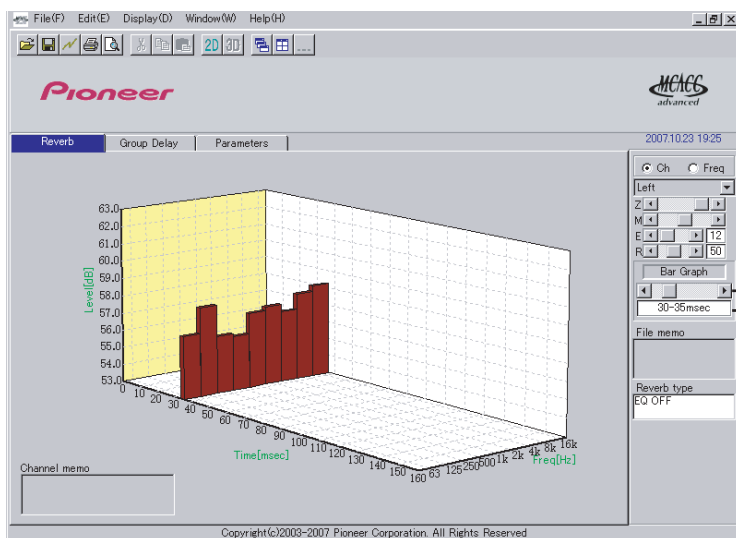 File(F) Edit(E) Display(D) Window(W) Help(H)
2D 3D ...
Pioneer
MCACC
advanced
Reverb Group Delay Parameters
2007.10.23 19:25
Ch Freq
Left
Z
M
E 12
R 50
Bar Graph
30-35msec
File memo
Reverb type
EQ OFF
63.0
62.0
61.0
60.0
59.0
58.0
57.0
56.0
55.0
54.0
53.0
Level[dB]
0 10 20 30 40 50 60 70 80 90 100 110 120 130 140 150 160
Time[msec]
63 125 250 500 1k 2k 4k 8k 16k
Freq[Hz]
Channel memo
Copyright(c)2003-2007 Pioneer Corporation. All Rights Reserved